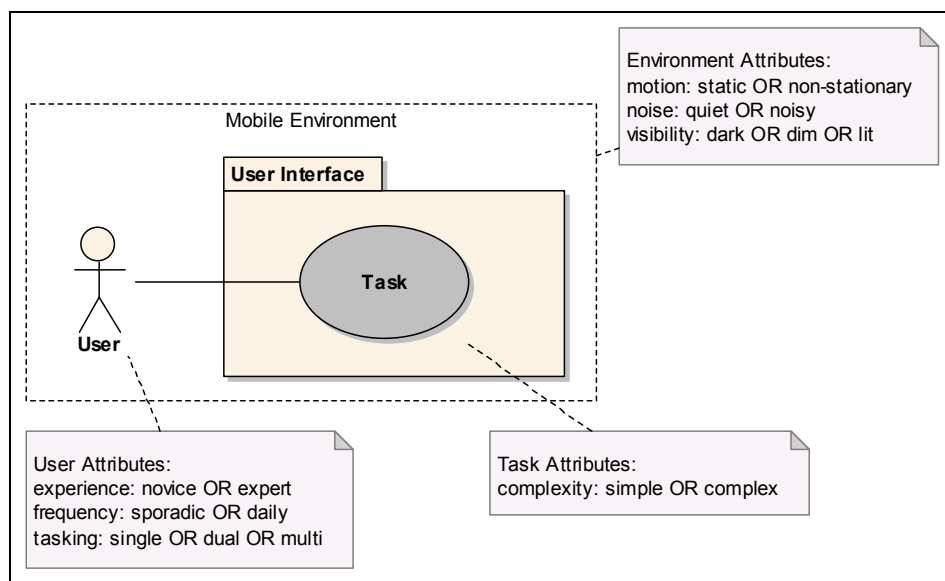 Environment Attributes:
motion: static OR non-stationary
noise: quiet OR noisy
visibility: dark OR dim OR lit
Mobile Environment
User Interface
Task
User
User Attributes:
experience: novice OR expert
frequency: sporadic OR daily
tasking: single OR dual OR multi
Task Attributes:
complexity: simple OR complex